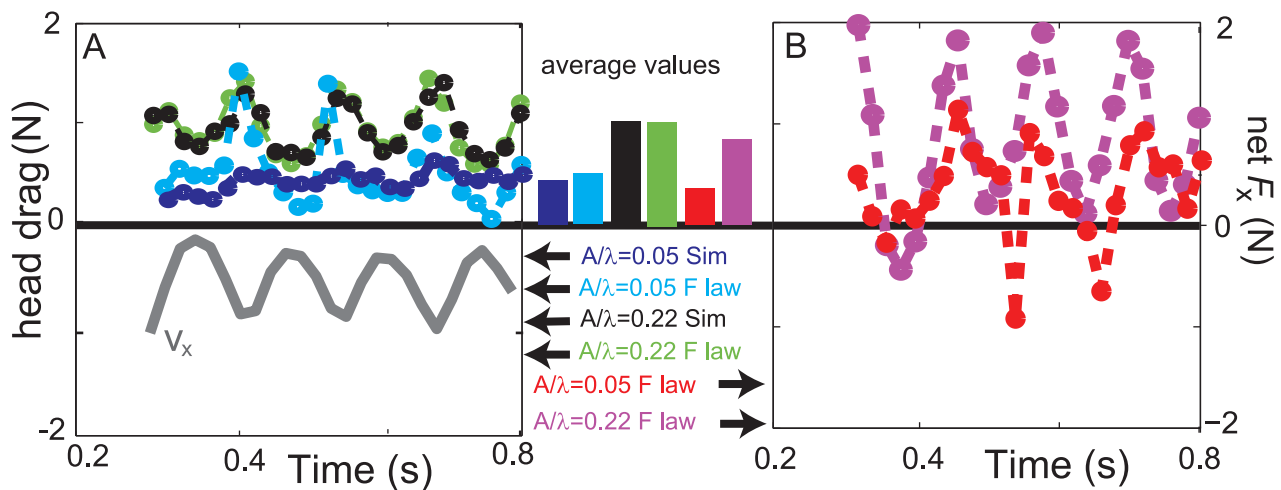 2
A
1
0
-1
-2
head drag (N)
v_x
0.2
0.4
0.8
Time (s)
average values
A/λ=0.05 Sim
A/λ=0.05 F law
A/λ=0.22 Sim
A/λ=0.22 F law
A/λ=0.05 F law
A/λ=0.22 F law
B
2
0
-2
net F_x (N)
0.2
0.4
0.8
Time (s)